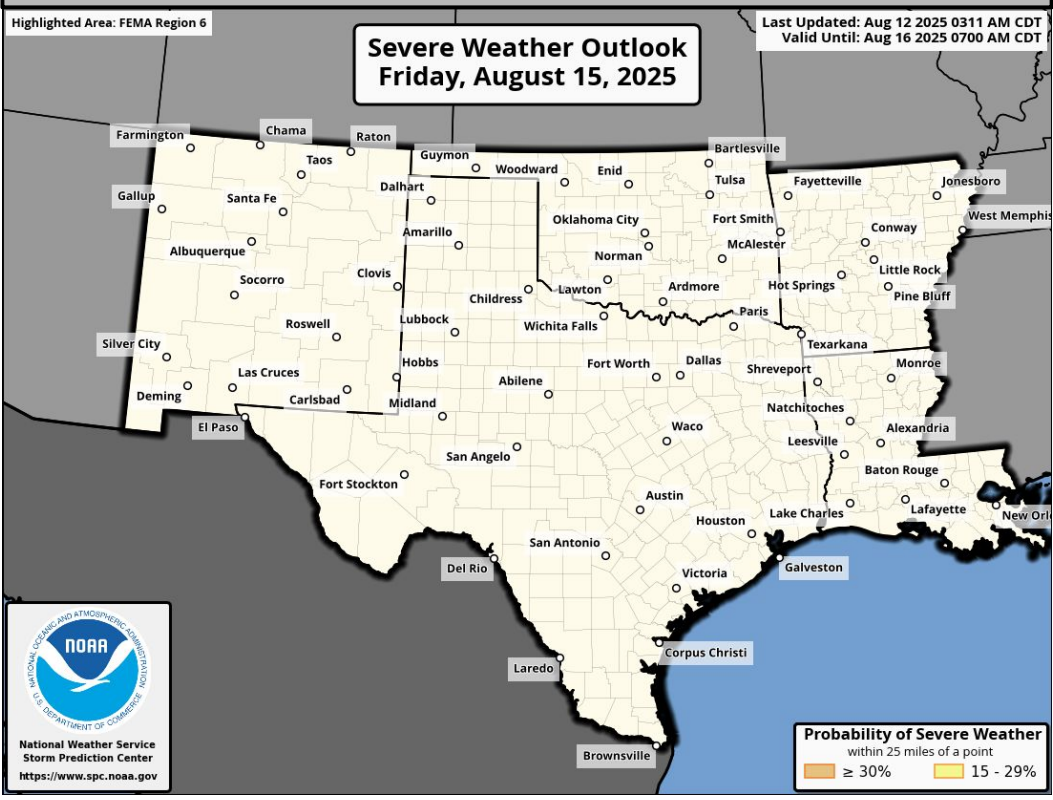 Highlighted Area: FEMA Region 6
Last Updated: Aug 12 2025 0311 AM CDT
Valid Until: Aug 16 2025 0700 AM CDT
Severe Weather Outlook
Friday, August 15, 2025
Farmington
Chama
Raton
Taos
Guymon
Woodward
Enid
Bartlesville
Tulsa
Fayetteville
Jonesboro
Gallup
Santa Fe
Dalhart
Oklahoma City
Fort Smith
West Memphis
Albuquerque
Amarillo
Norman
McAlester
Conway
Socorro
Clovis
Childress
Lawton
Ardmore
Hot Springs
Little Rock
Pine Bluff
Roswell
Lubbock
Wichita Falls
Paris
Texarkana
Silver City
Las Cruces
Hobbs
Fort Worth
Dallas
Shreveport
Monroe
Deming
Carlsbad
Midland
Abilene
Natchitoches
El Paso
San Angelo
Waco
Leesville
Alexandria
Fort Stockton
Austin
Baton Rouge
Houston
Lake Charles
Lafayette
New Orl
Del Rio
San Antonio
Galveston
Victoria
Laredo
Corpus Christi
Brownsville
NATIONAL OCEANIC AND ATMOSPHERIC ADMINISTRATION
NOAA
U.S. DEPARTMENT OF COMMERCE
National Weather Service
Storm Prediction Center
https://www.spc.noaa.gov
Probability of Severe Weather
within 25 miles of a point
≥ 30%
15 - 29%